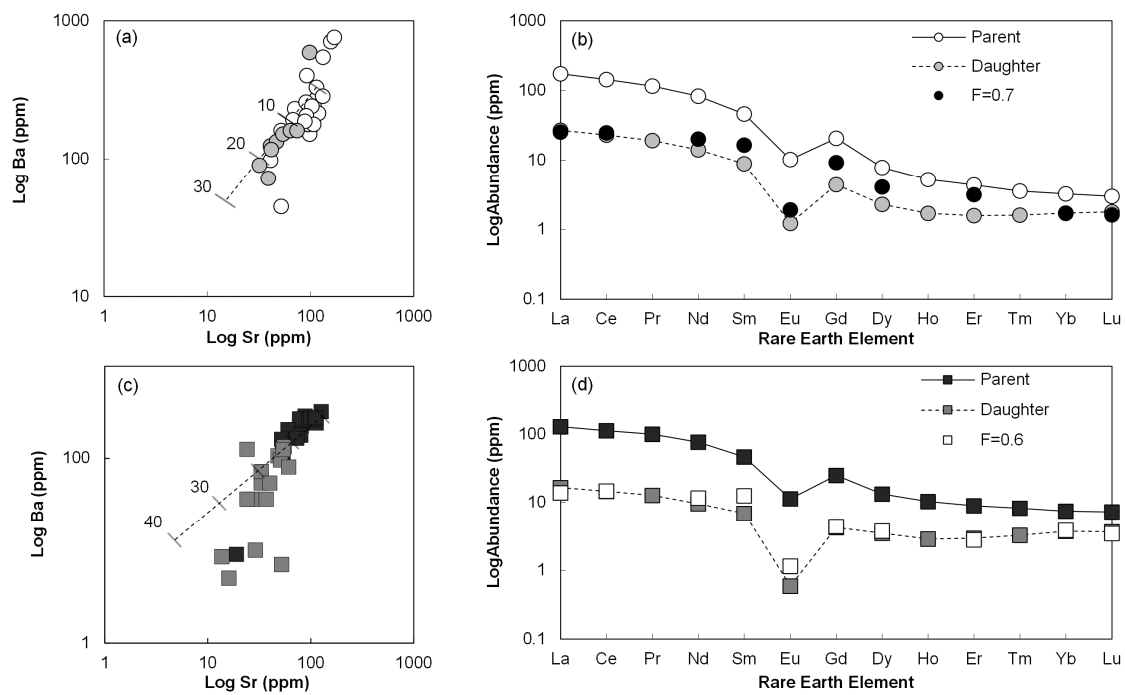 (a)
1000
100
10
Log Ba (ppm)
10
20
30
1
10
100
1000
Log Sr (ppm)
(b)
1000
100
10
1
0.1
LogAbundance (ppm)
Parent
Daughter
F=0.7
La Ce Pr Nd Sm Eu Gd Dy Ho Er Tm Yb Lu
Rare Earth Element
(c)
100
1
Log Ba (ppm)
30
40
1
10
100
1000
Log Sr (ppm)
(d)
1000
100
10
1
0.1
LogAbundance (ppm)
Parent
Daughter
F=0.6
La Ce Pr Nd Sm Eu Gd Dy Ho Er Tm Yb Lu
Rare Earth Element